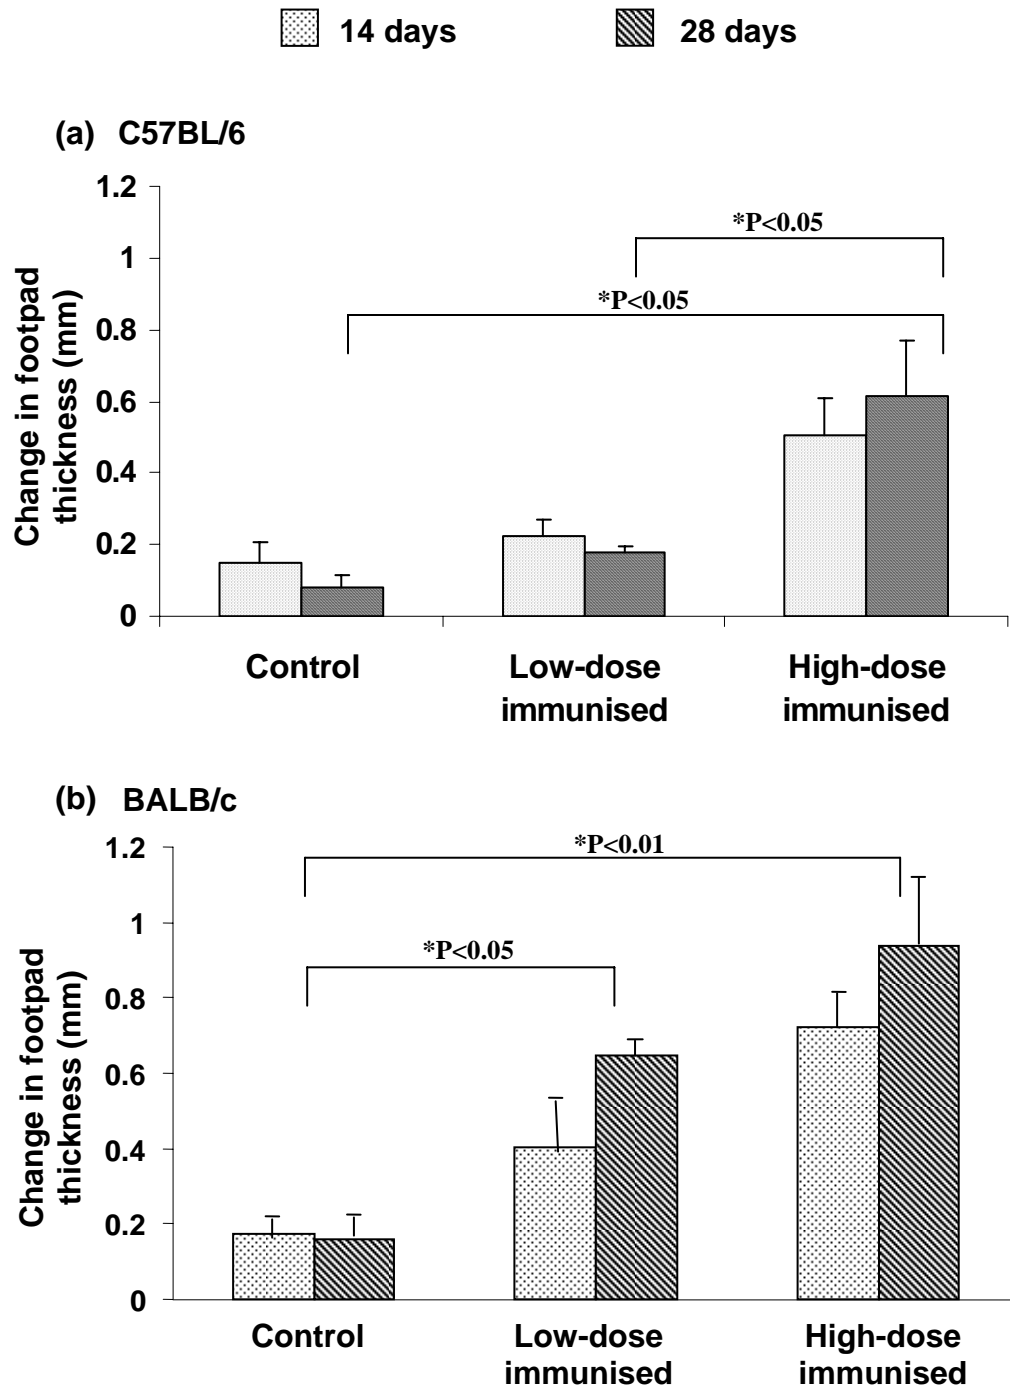 14 days
28 days
(a) C57BL/6
Change in footpad
thickness (mm)
1.2
1
0.8
0.6
0.4
0.2
0
*P<0.05
*P<0.05
Control
Low-dose
immunised
High-dose
immunised
(b) BALB/c
Change in footpad
thickness (mm)
1.2
1
0.8
0.6
0.4
0.2
0
*P<0.01
*P<0.05
Control
Low-dose
immunised
High-dose
immunised